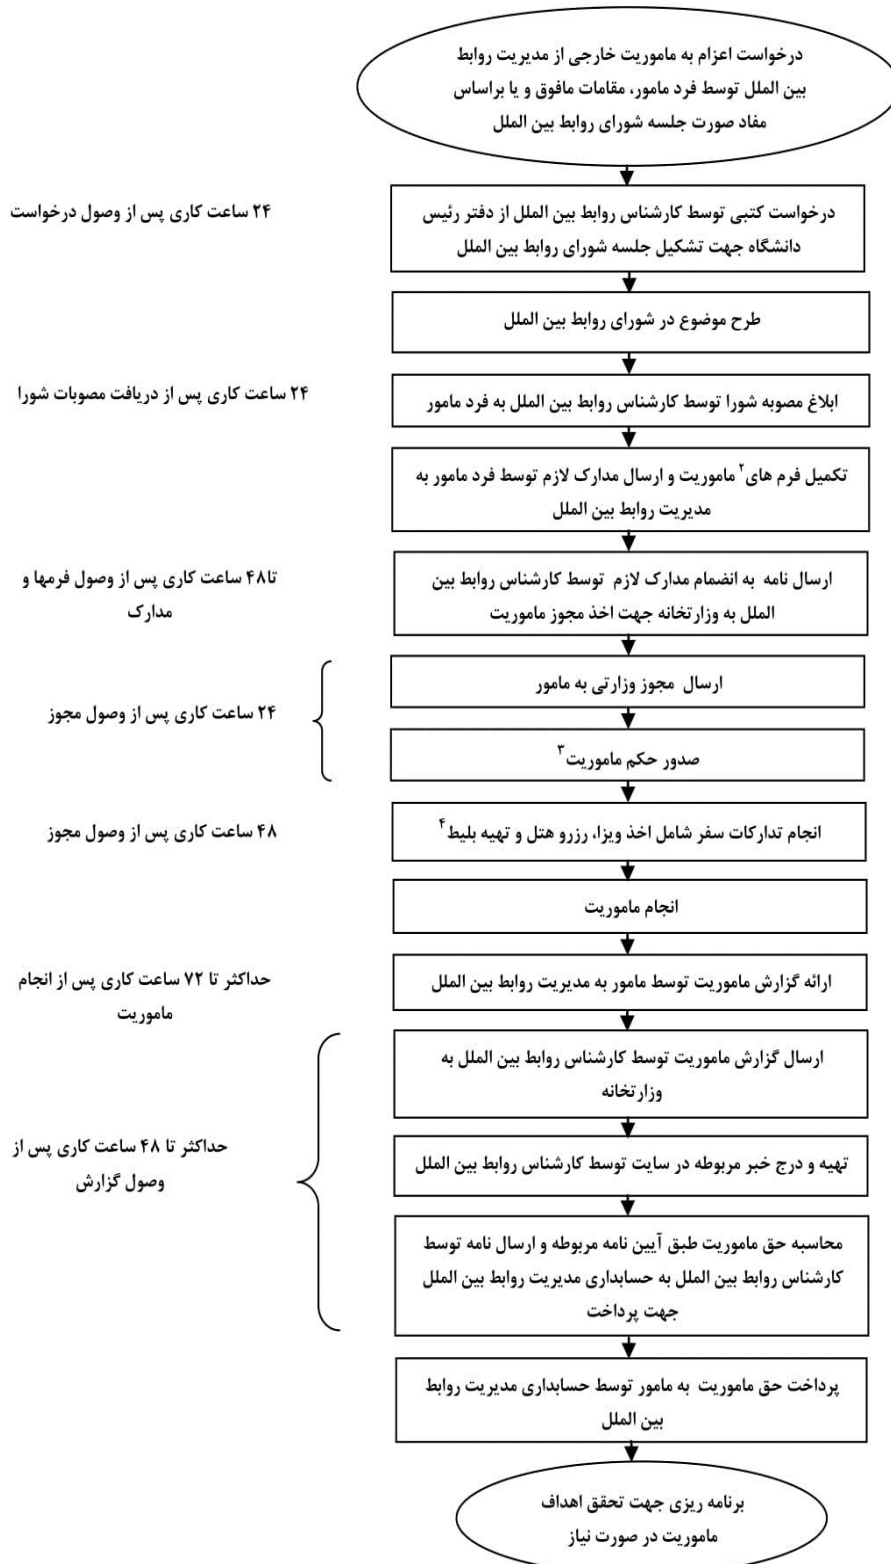 درخواست اعزام به ماموریت خارجی از مدیریت روابط
بین الملل توسط فرد مامور، مقامات مافوق و یا براساس
مفاد صورت جلسه شورای روابط بین الملل
۲۴ ساعت کاری پس از وصول درخواست
درخواست کتبی توسط کارشناس روابط بین الملل از دفتر رئیس
دانشگاه جهت تشکیل جلسه شورای روابط بین الملل
طرح موضوع در شورای روابط بین الملل
۲۴ ساعت کاری پس از دریافت مصوبات شورا
ابلاغ مصوبه شورا توسط کارشناس روابط بین الملل به فرد مامور
تکمیل فرم های۲ ماموریت و ارسال مدارک لازم توسط فرد مامور به
مدیریت روابط بین الملل
تا۴۸ ساعت کاری پس از وصول فرمها و
مدارک
ارسال نامه به انضمام مدارک لازم توسط کارشناس روابط بین
الملل به وزارتخانه جهت اخذ مجوز ماموریت
ارسال مجوز وزارتی به مامور
۲۴ ساعت کاری پس از وصول مجوز
صدور حکم ماموریت۳
۴۸ ساعت کاری پس از وصول مجوز
انجام تدارکات سفر شامل اخذ ویزا، رزرو هتل و تهیه بلیط۴
انجام ماموریت
حداکثر تا ۷۲ ساعت کاری پس از انجام
ماموریت
ارائه گزارش ماموریت توسط مامور به مدیریت روابط بین الملل
ارسال گزارش ماموریت توسط کارشناس روابط بین الملل به
وزارتخانه
حداکثر تا ۴۸ ساعت کاری پس از
وصول گزارش
تهیه و درج خبر مربوطه در سایت توسط کارشناس روابط بین الملل
محاسبه حق ماموریت طبق آیین نامه مربوطه و ارسال نامه توسط
کارشناس روابط بین الملل به حسابداری مدیریت روابط بین الملل
جهت پرداخت
پرداخت حق ماموریت به مامور توسط حسابداری مدیریت روابط
بین الملل
برنامه ریزی جهت تحقق اهداف
ماموریت در صورت نیاز